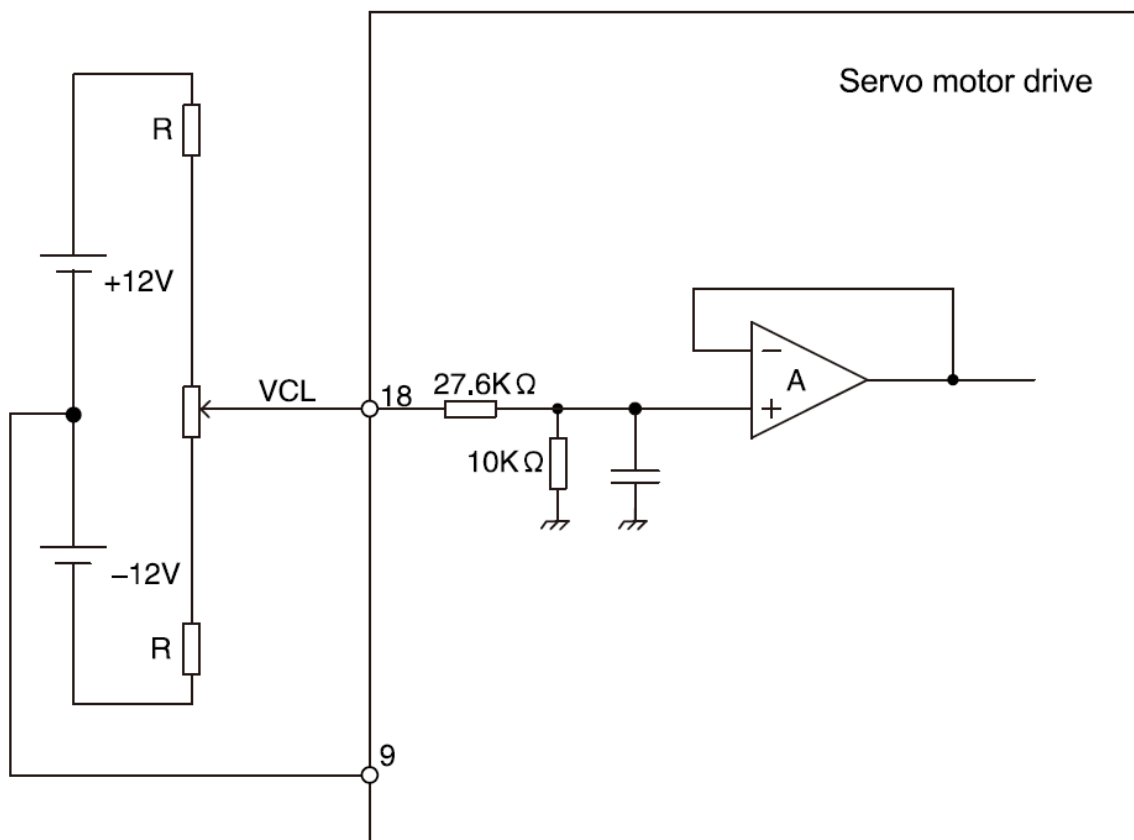 Servo motor drive
R
+12V
VCL
18
27.6KΩ
10KΩ
−
A
+
–12V
R
9